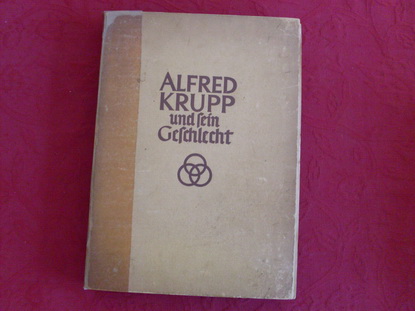 ALFRED
KRUPP
und sein
Geschlecht